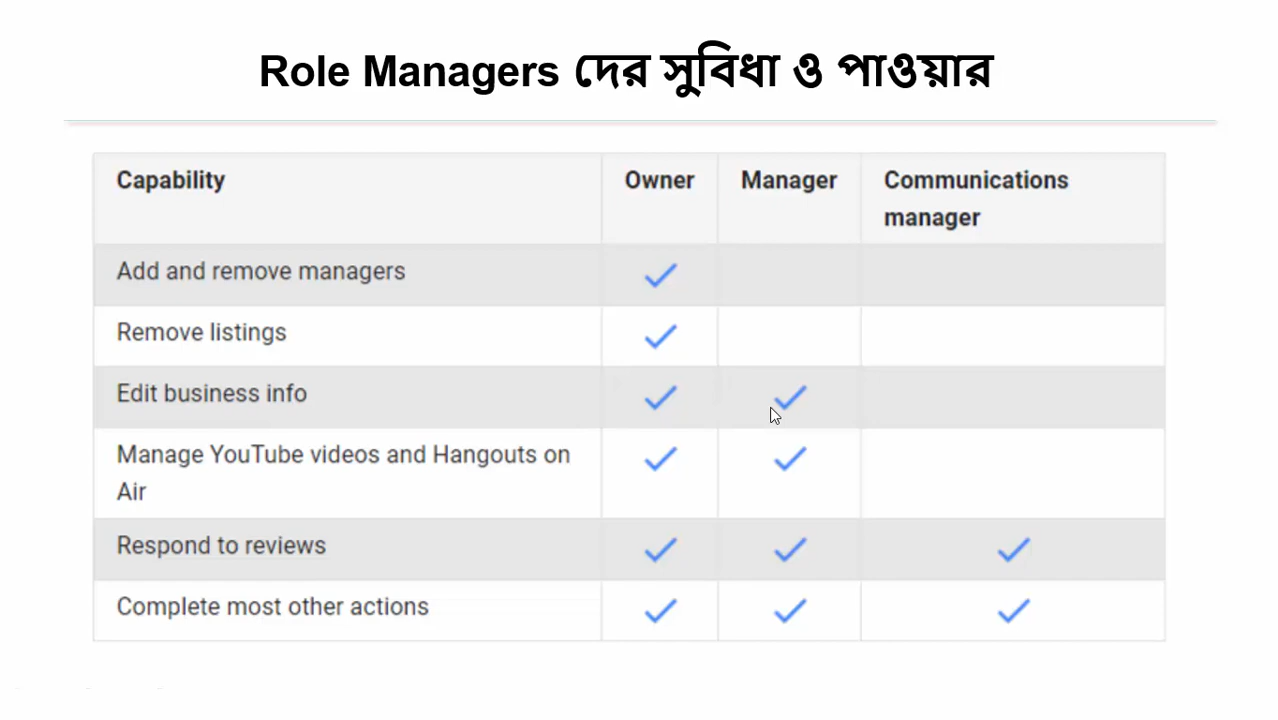 Role Managers দের সুবিধা ও পাওয়ার
Capability Owner Manager Communications
manager
Add and remove managers
Remove listings
Edit business info
Manage YouTube videos and Hangouts on
Air
Respond to reviews
Complete most other actions